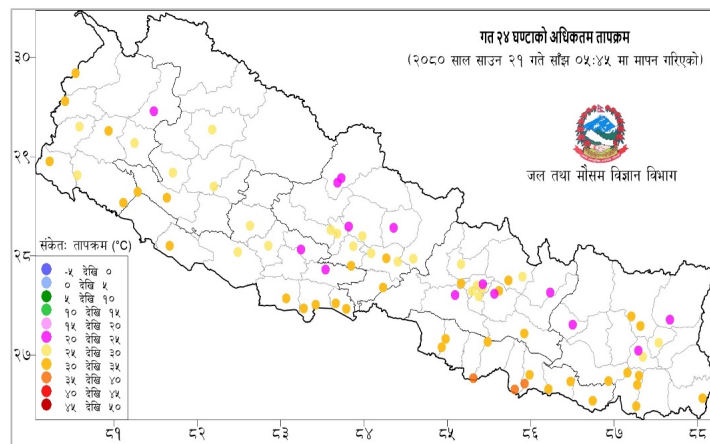 गत २४ घण्टाको अधिकतम तापक्रम
(२०८० साल साउन २१ गते साँझ ०५:४५ मा मापन गरिएको)
जल तथा मौसम विज्ञान विभाग
३०
२९
२८
२७
संकेतः तापक्रम (°C)
-५ देखि ०
० देखि ५
५ देखि १०
१० देखि १५
१५ देखि २०
२० देखि २५
२५ देखि ३०
३० देखि ३५
३५ देखि ४०
४० देखि ४५
४५ देखि ५०
८१ ८२ ८३ ८४ ८५ ८६ ८७ ८८